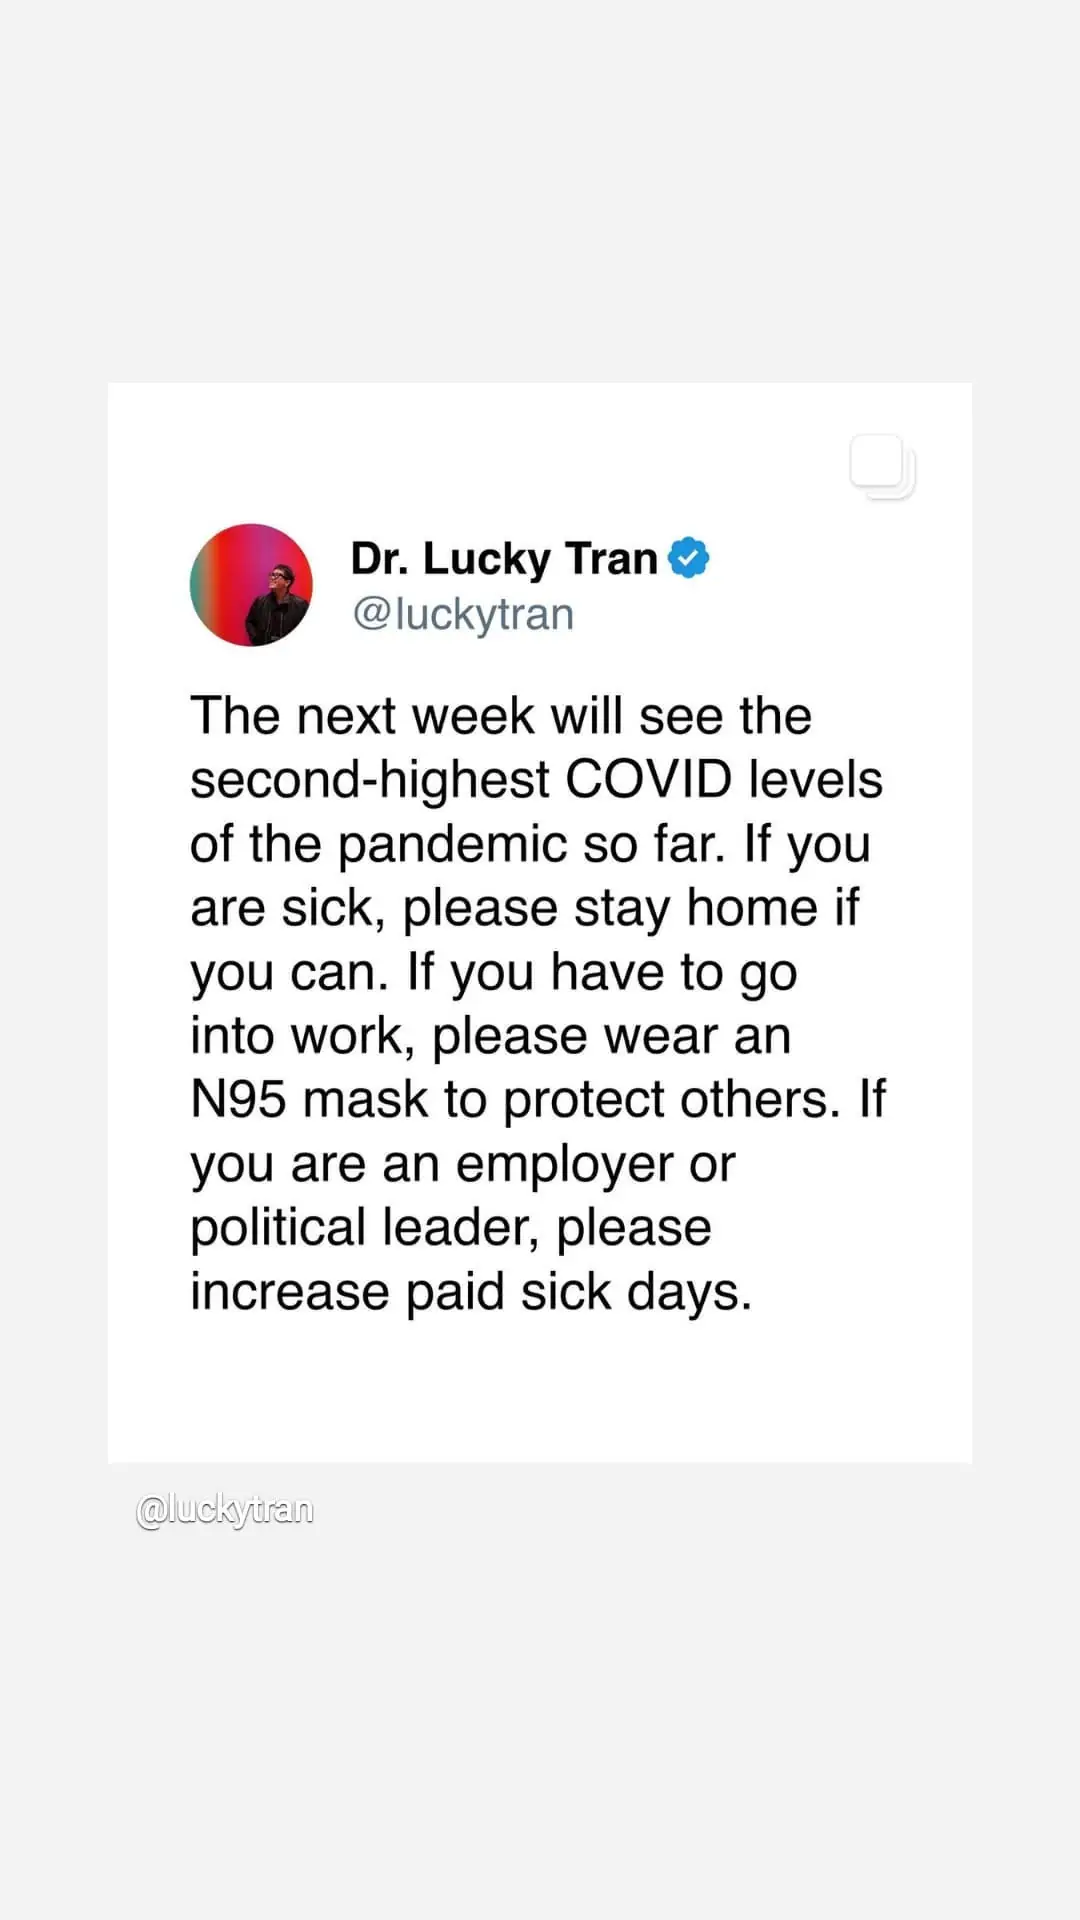 Dr. Lucky Tran
@luckytran
The next week will see the
second-highest COVID levels
of the pandemic so far. If you
are sick, please stay home if
you can. If you have to go
into work, please wear an
N95 mask to protect others. If
you are an employer or
political leader, please
increase paid sick days.
@luckytran